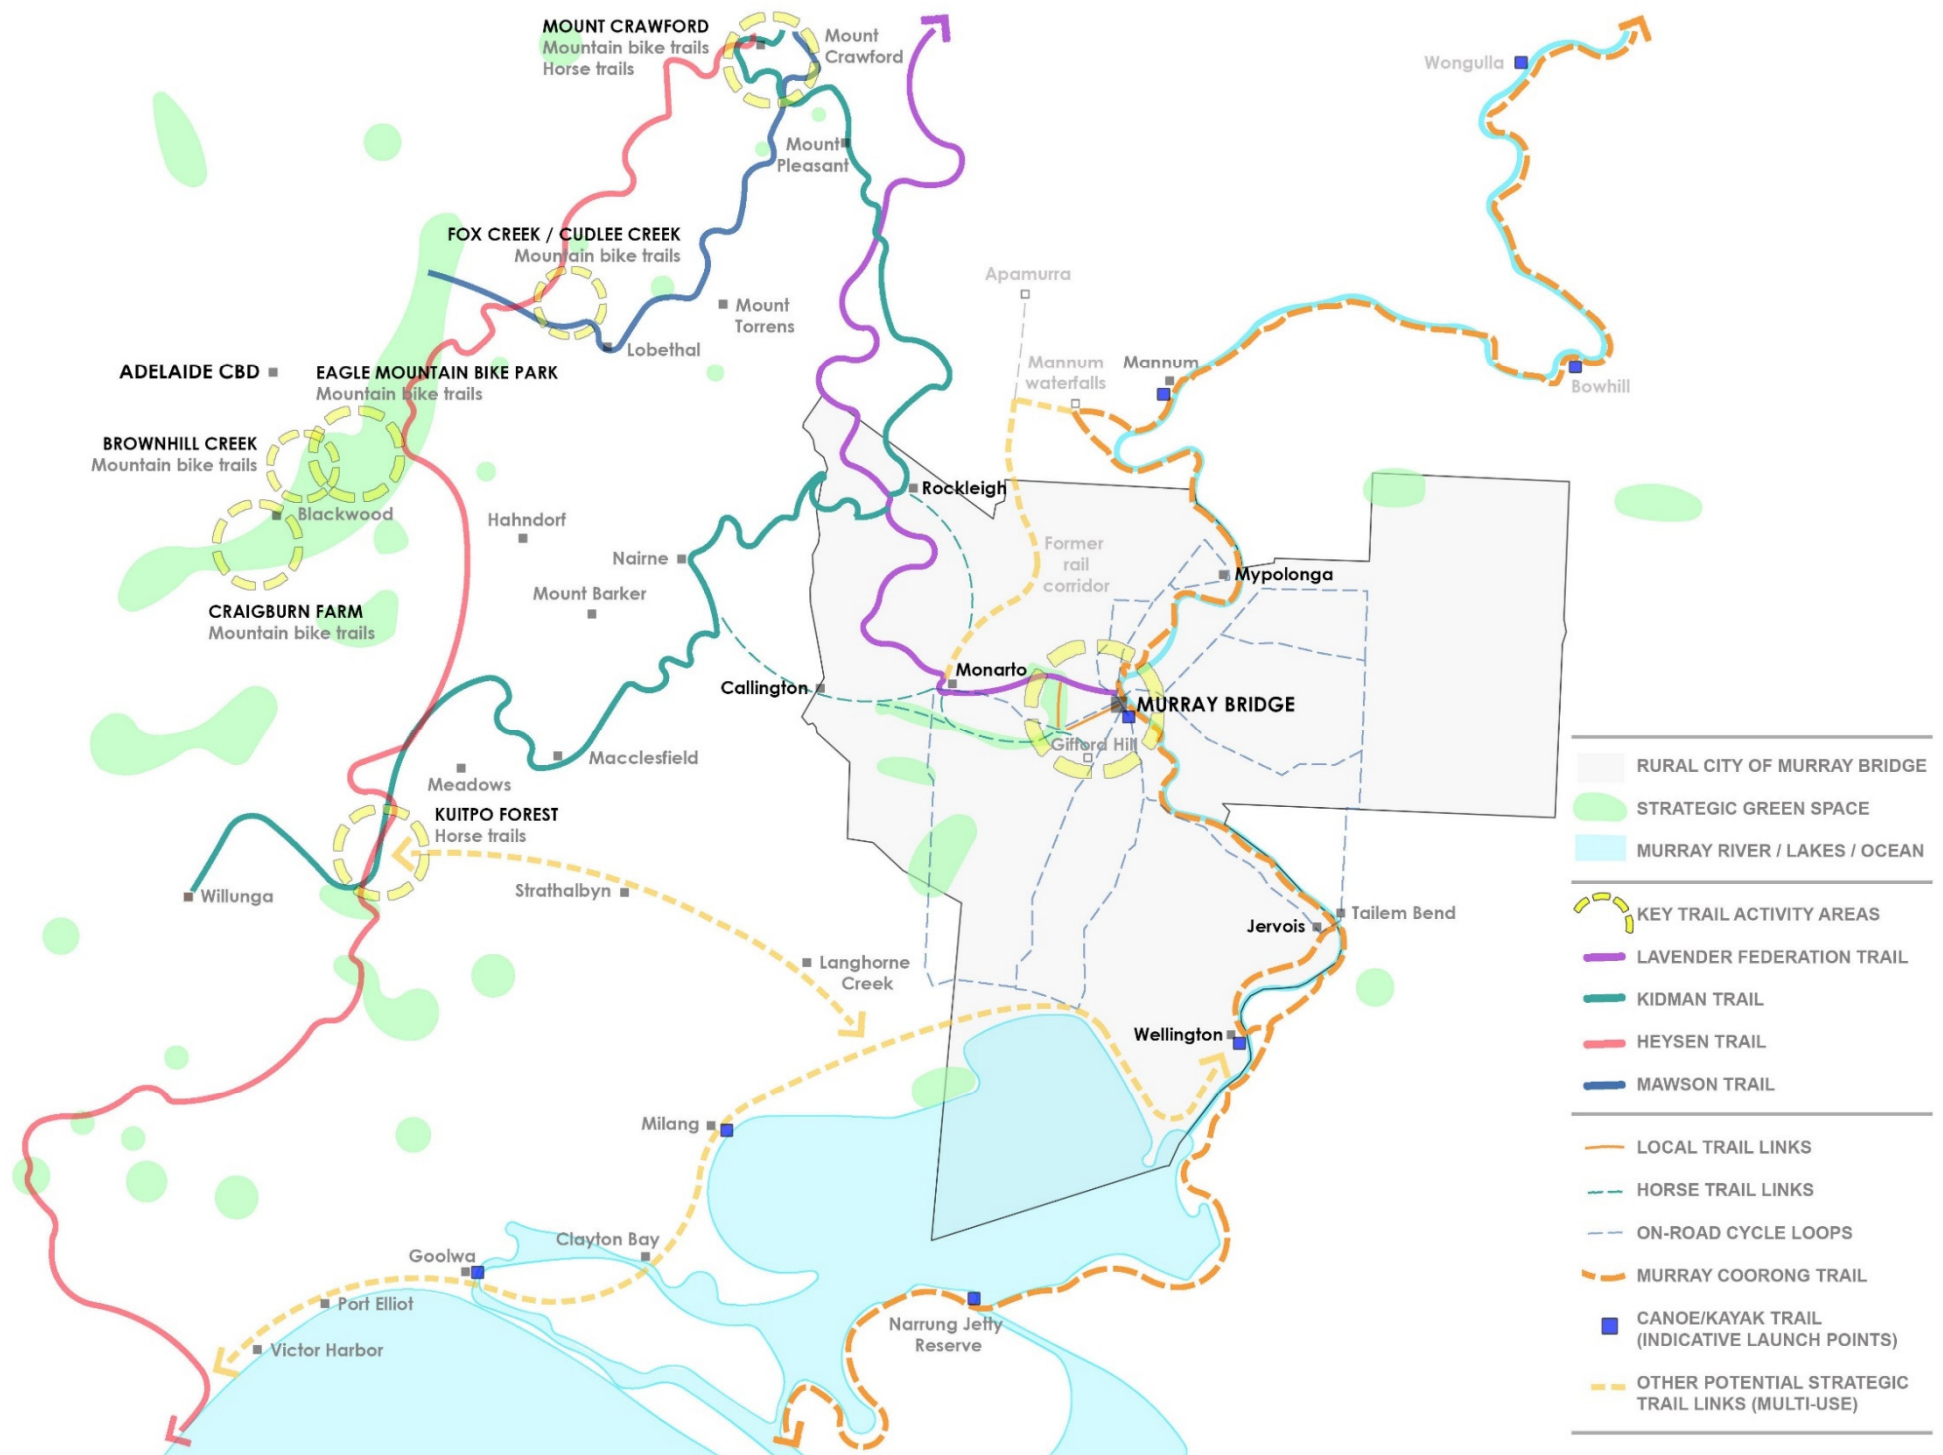 MOUNT CRAWFORD
Mountain bike trails
Horse trails
Mount
Crawford
Wongulla
Mount
Pleasant
FOX CREEK / CUDLEE CREEK
Mountain bike trails
Apamurra
Mount
Torrens
Lobethal
ADELAIDE CBD
EAGLE MOUNTAIN BIKE PARK
Mountain bike trails
Mannum
waterfalls
Mannum
Bowhill
BROWNHILL CREEK
Mountain bike trails
Blackwood
Hahndorf
Rockleigh
Nairne
Former
rail
corridor
Mypolonga
Mount Barker
CRAIGBURN FARM
Mountain bike trails
Callington
Monarto
MURRAY BRIDGE
Gifford Hill
Macclesfield
Meadows
KUITPO FOREST
Horse trails
Willunga
Strathalbyn
Langhorne
Creek
Jervois
Tailem Bend
Wellington
Milang
Clayton Bay
Goolwa
Port Elliot
Victor Harbor
Narrung Jetty
Reserve
RURAL CITY OF MURRAY BRIDGE
STRATEGIC GREEN SPACE
MURRAY RIVER / LAKES / OCEAN
KEY TRAIL ACTIVITY AREAS
LAVENDER FEDERATION TRAIL
KIDMAN TRAIL
HEYSEN TRAIL
MAWSON TRAIL
LOCAL TRAIL LINKS
HORSE TRAIL LINKS
ON-ROAD CYCLE LOOPS
MURRAY COORONG TRAIL
CANOE/KAYAK TRAIL
(INDICATIVE LAUNCH POINTS)
OTHER POTENTIAL STRATEGIC
TRAIL LINKS (MULTI-USE)